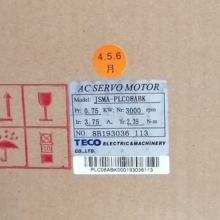 4.5.6
月
AC SERVO MOTOR
Model JSMA-PLC08ABK
Pr. 0.75 KW Nr. 3000 rpm
Ir. 3.75 A. Tr. 2.39 N-m
NO. 8B193036 113
TECO ELECTRIC&MACHINERY
CO.,LTD.
PLC08ABK000193036113